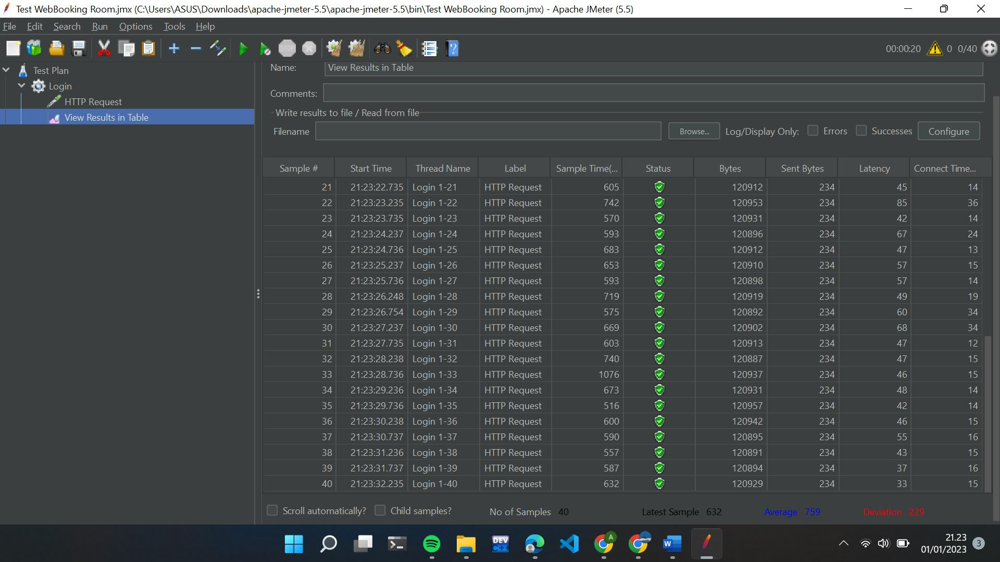 Test WebBooking Room.jmx (C:\Users\ASUS\Downloads\apache-jmeter-5.5\apache-jmeter-5.5\bin\Test WebBooking Room.jmx) - Apache JMeter (5.5)
File Edit Search Run Options Tools Help
STOP
00:00:20 0 0/40
Test Plan
Login
HTTP Request
View Results in Table
Name: View Results in Table
Comments:
Write results to file / Read from file
Filename Browse... Log/Display Only: Errors Successes Configure
Sample # Start Time Thread Name Label Sample Time(... Status Bytes Sent Bytes Latency Connect Time...
21 21:23:22.735 Login 1-21 HTTP Request 605 120912 234 45 14
22 21:23:23.235 Login 1-22 HTTP Request 742 120953 234 85 36
23 21:23:23.735 Login 1-23 HTTP Request 570 120931 234 42 14
24 21:23:24.237 Login 1-24 HTTP Request 593 120896 234 67 24
25 21:23:24.736 Login 1-25 HTTP Request 683 120912 234 47 13
26 21:23:25.237 Login 1-26 HTTP Request 653 120910 234 57 15
27 21:23:25.736 Login 1-27 HTTP Request 593 120898 234 57 14
28 21:23:26.248 Login 1-28 HTTP Request 719 120919 234 49 19
29 21:23:26.754 Login 1-29 HTTP Request 575 120892 234 60 34
30 21:23:27.237 Login 1-30 HTTP Request 669 120902 234 68 34
31 21:23:27.735 Login 1-31 HTTP Request 603 120913 234 47 12
32 21:23:28.238 Login 1-32 HTTP Request 740 120887 234 47 15
33 21:23:28.736 Login 1-33 HTTP Request 1076 120937 234 46 15
34 21:23:29.236 Login 1-34 HTTP Request 673 120931 234 48 14
35 21:23:29.736 Login 1-35 HTTP Request 516 120957 234 42 14
36 21:23:30.238 Login 1-36 HTTP Request 600 120942 234 46 15
37 21:23:30.737 Login 1-37 HTTP Request 590 120895 234 55 16
38 21:23:31.236 Login 1-38 HTTP Request 557 120891 234 43 15
39 21:23:31.737 Login 1-39 HTTP Request 587 120894 234 37 16
40 21:23:32.235 Login 1-40 HTTP Request 632 120929 234 33 15
Scroll automatically? Child samples? No of Samples 40 Latest Sample 632 Average 759 Deviation 229
DEV C++ A W 21.23
01/01/2023 3